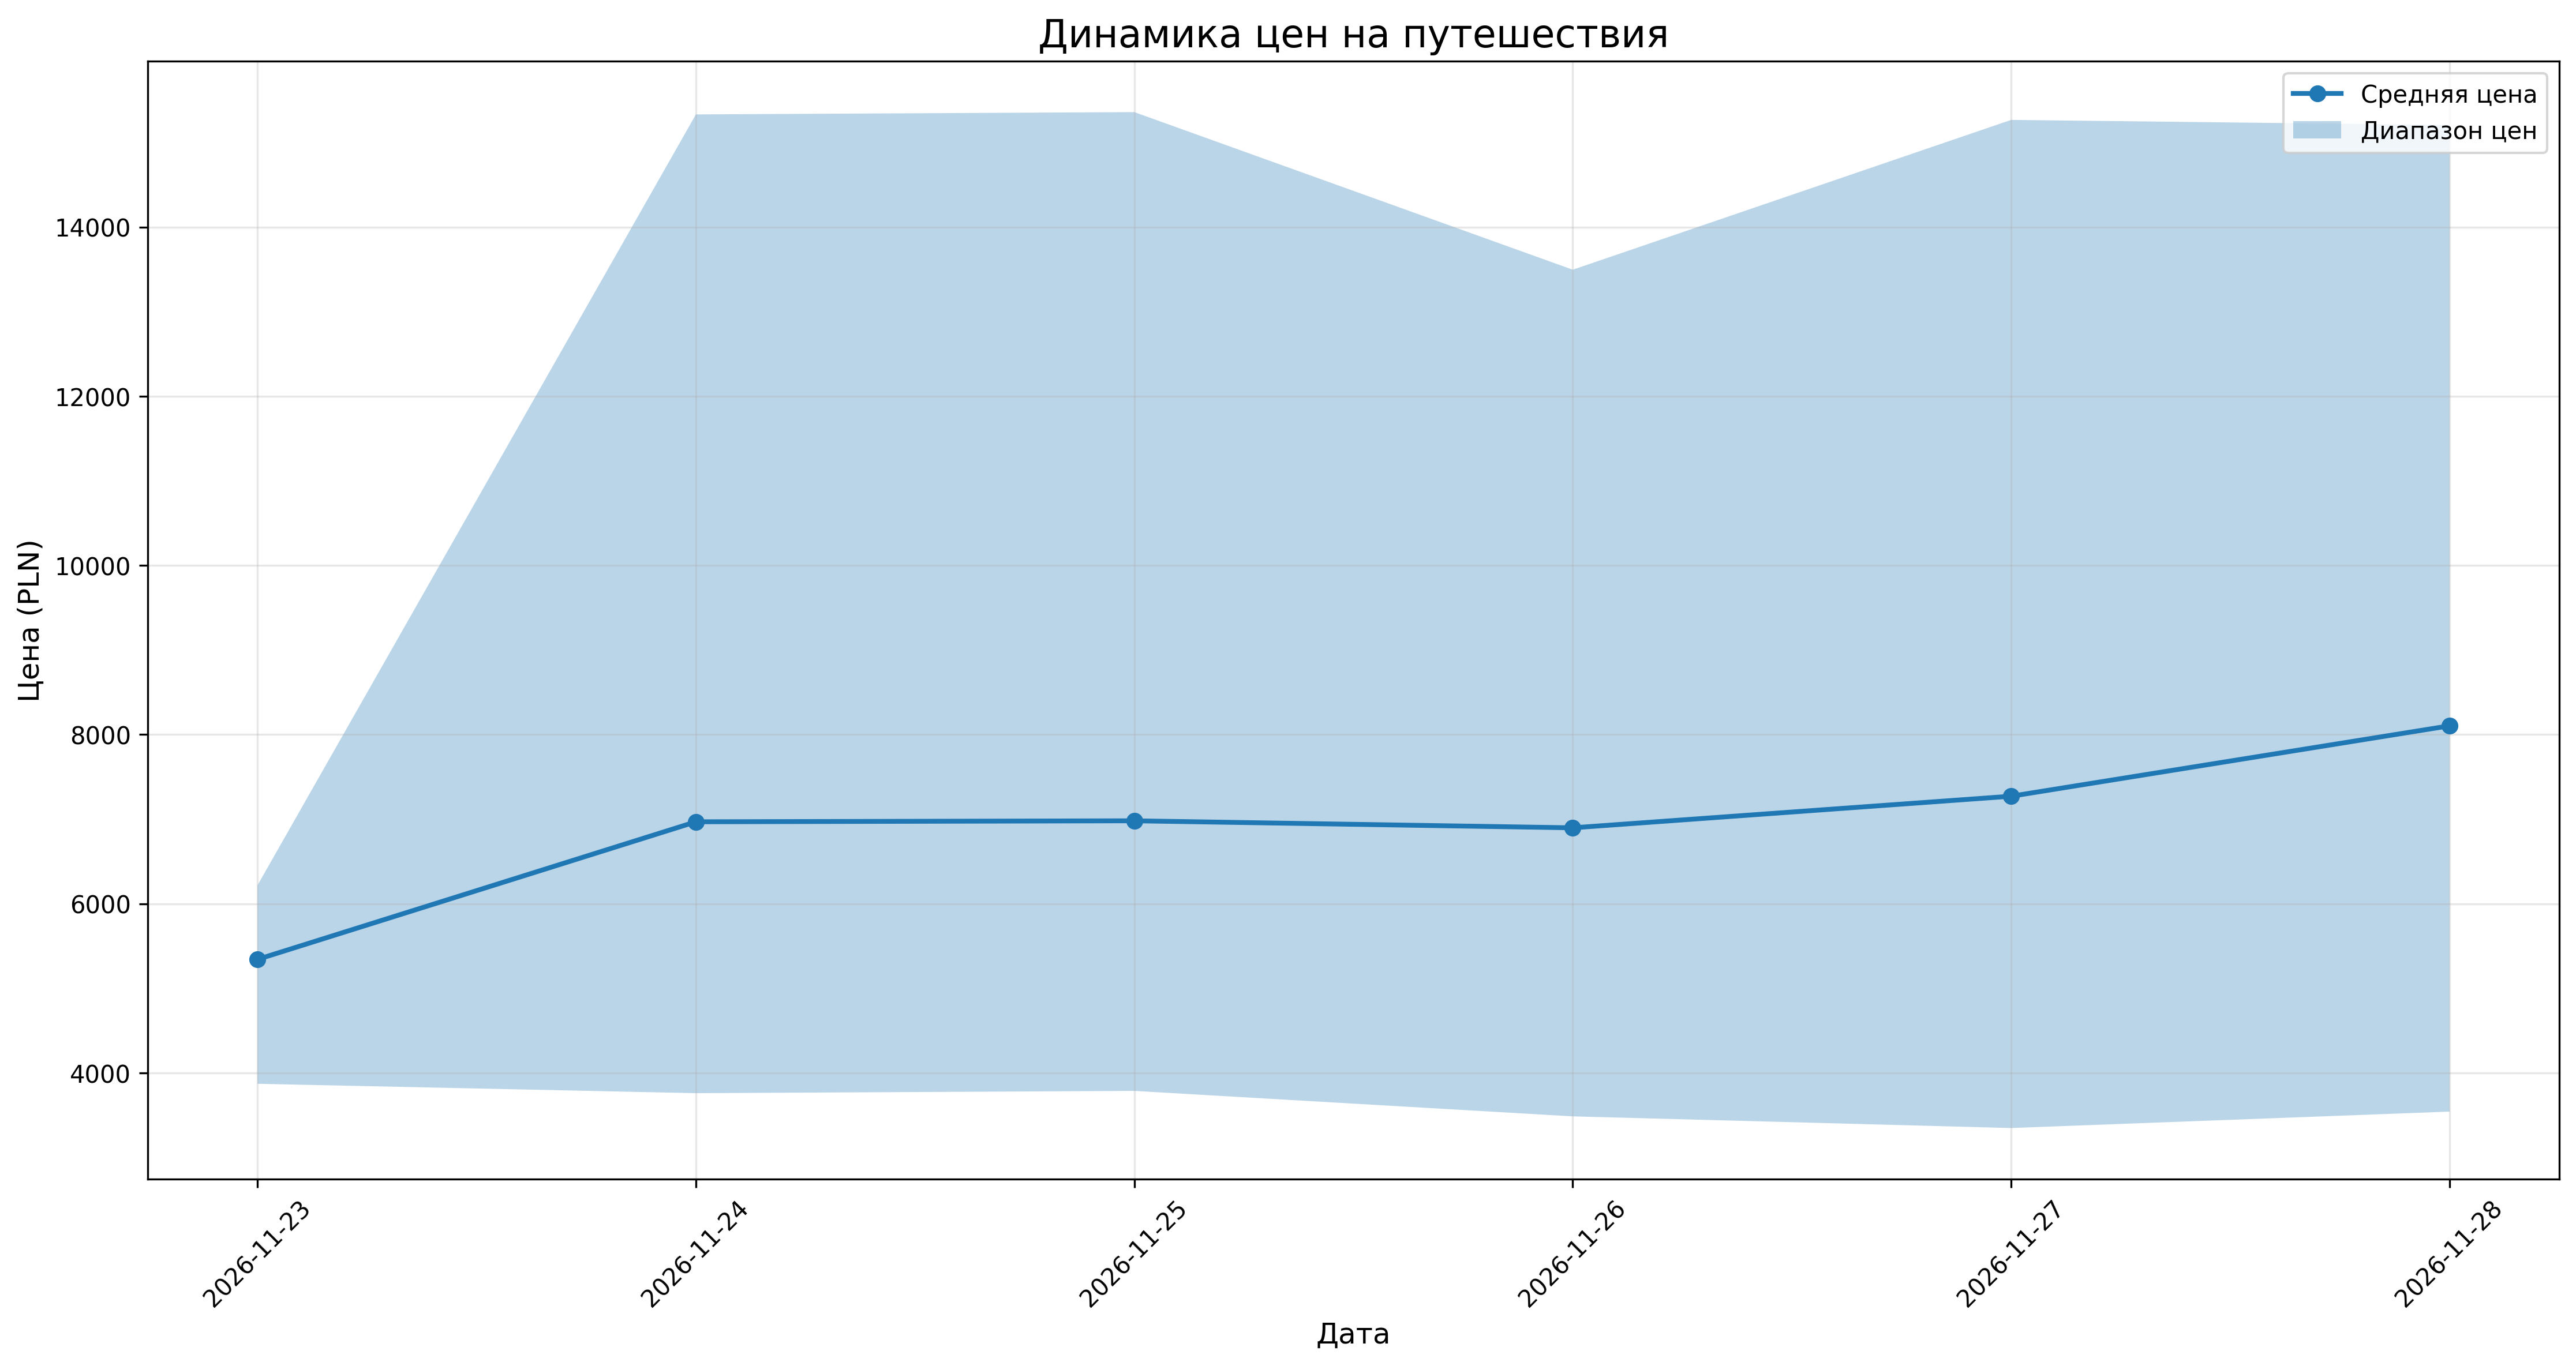 Динамика цен на путешествия
Средняя цена
Диапазон цен
Цена (PLN)
14000
12000
10000
8000
6000
4000
2026-11-23
2026-11-24
2026-11-25
2026-11-26
2026-11-27
2026-11-28
Дата